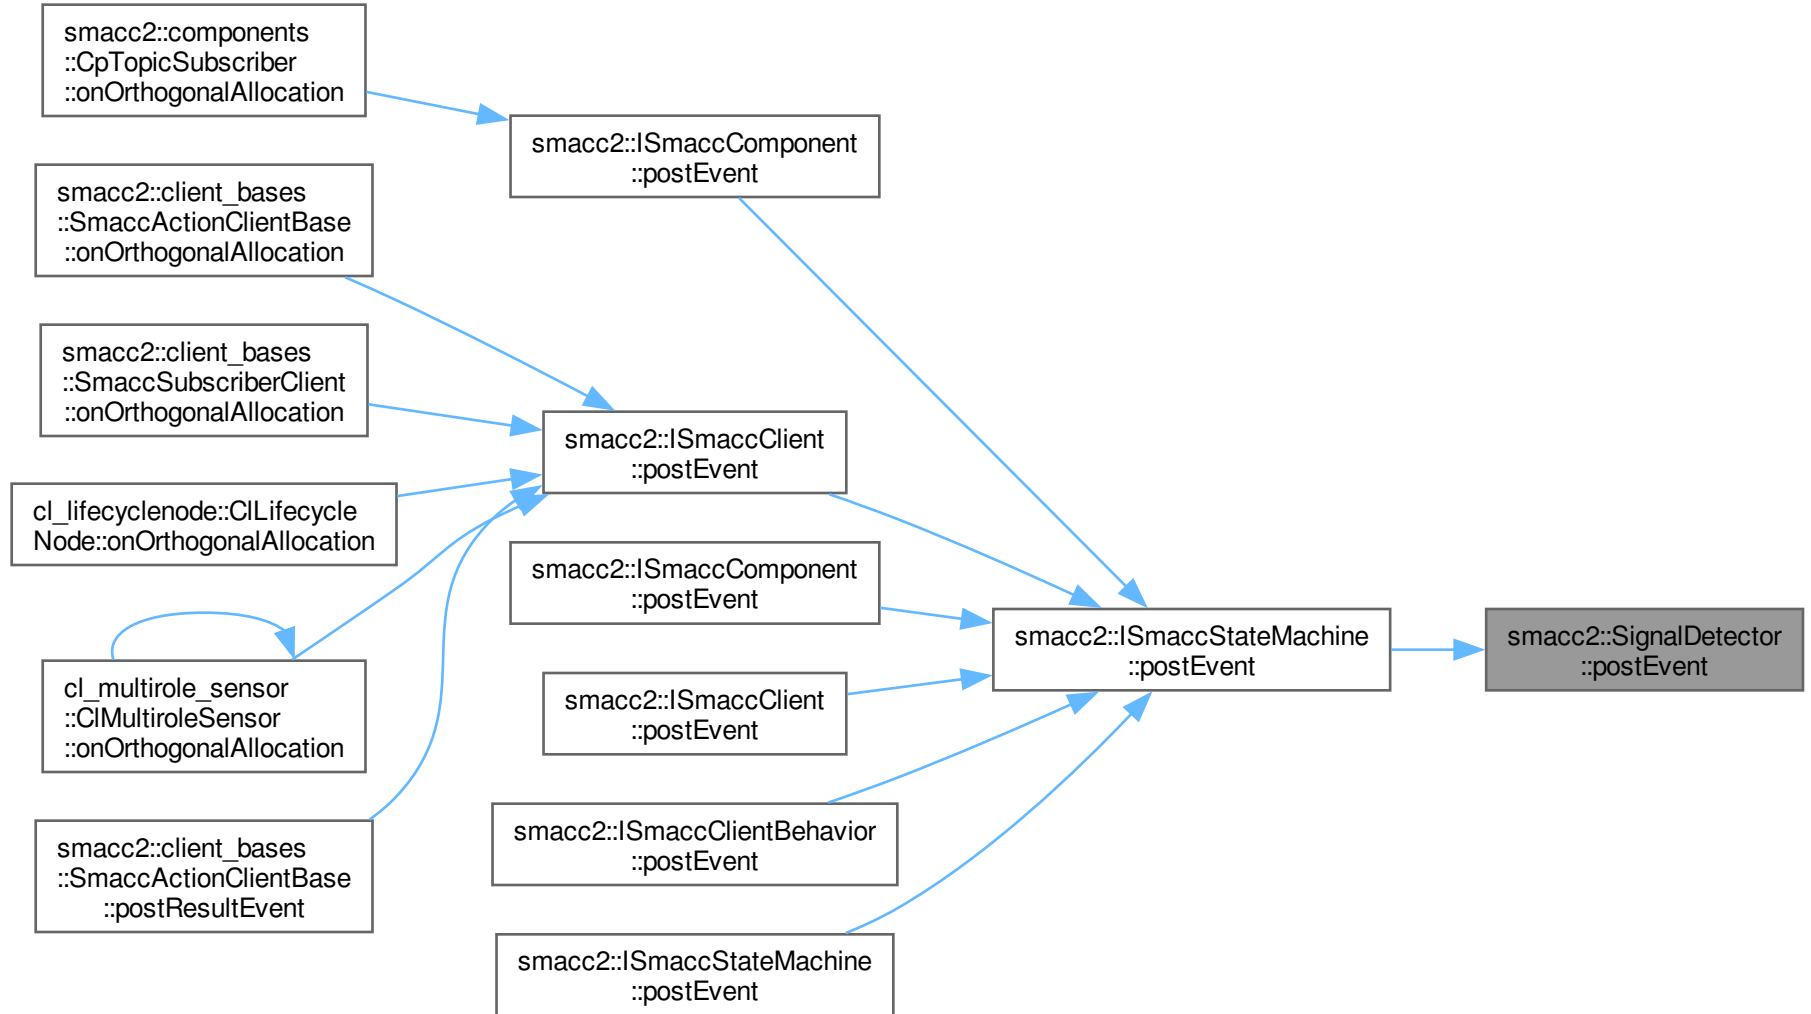 smacc2::components
::CpTopicSubscriber
::onOrthogonalAllocation
smacc2::client_bases
::SmaccActionClientBase
::onOrthogonalAllocation
smacc2::client_bases
::SmaccSubscriberClient
::onOrthogonalAllocation
cl_lifecyclenode::ClLifecycle
Node::onOrthogonalAllocation
cl_multirole_sensor
::ClMultiroleSensor
::onOrthogonalAllocation
smacc2::client_bases
::SmaccActionClientBase
::postResultEvent
smacc2::ISmaccComponent
::postEvent
smacc2::ISmaccClient
::postEvent
smacc2::ISmaccComponent
::postEvent
smacc2::ISmaccClient
::postEvent
smacc2::ISmaccClientBehavior
::postEvent
smacc2::ISmaccStateMachine
::postEvent
smacc2::ISmaccStateMachine
::postEvent
smacc2::SignalDetector
::postEvent